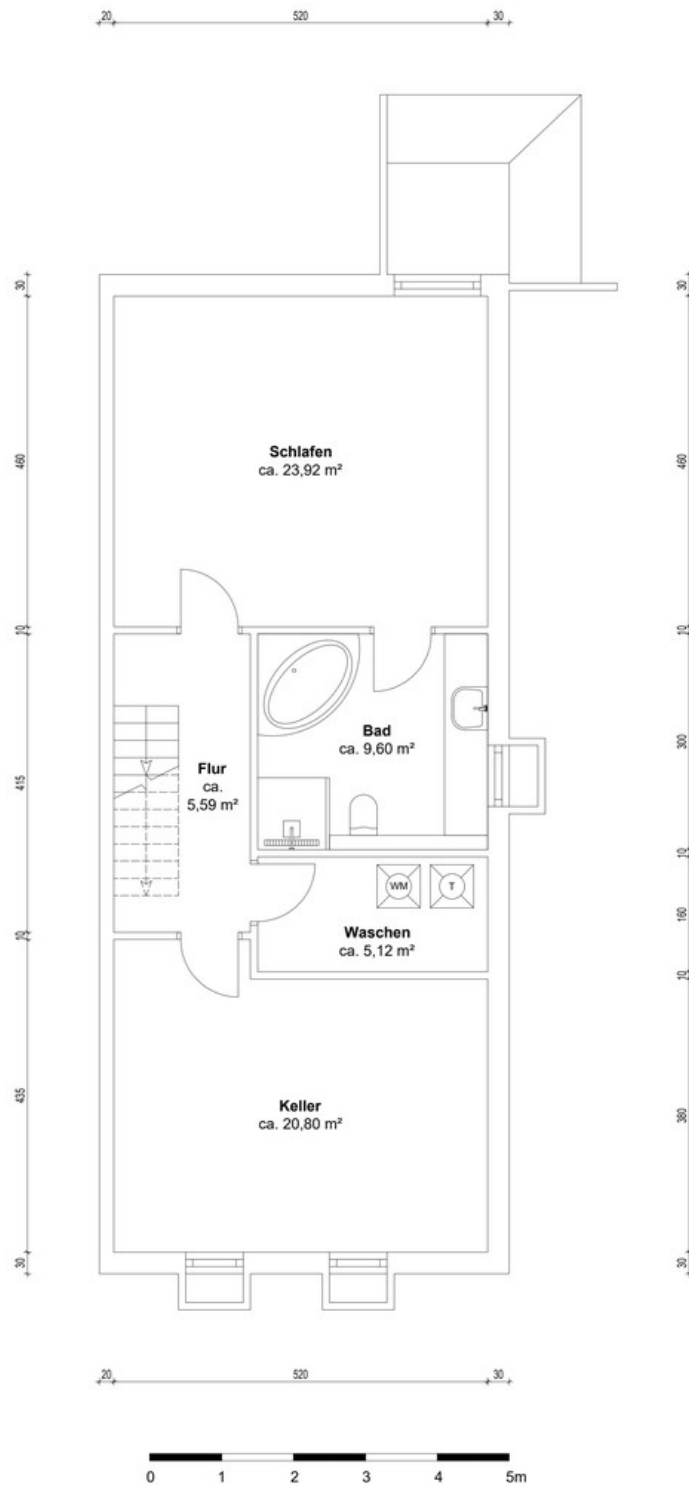 20 520 30
30 30
460 460
Schlafen
ca. 23,92 m²
10 10
Bad
ca. 9,60 m²
300
Flur
ca.
5,59 m²
415
10
WM T
160
Waschen
ca. 5,12 m²
10
10
435
Keller
ca. 20,80 m²
380
30 30
20 520 30
0 1 2 3 4 5m